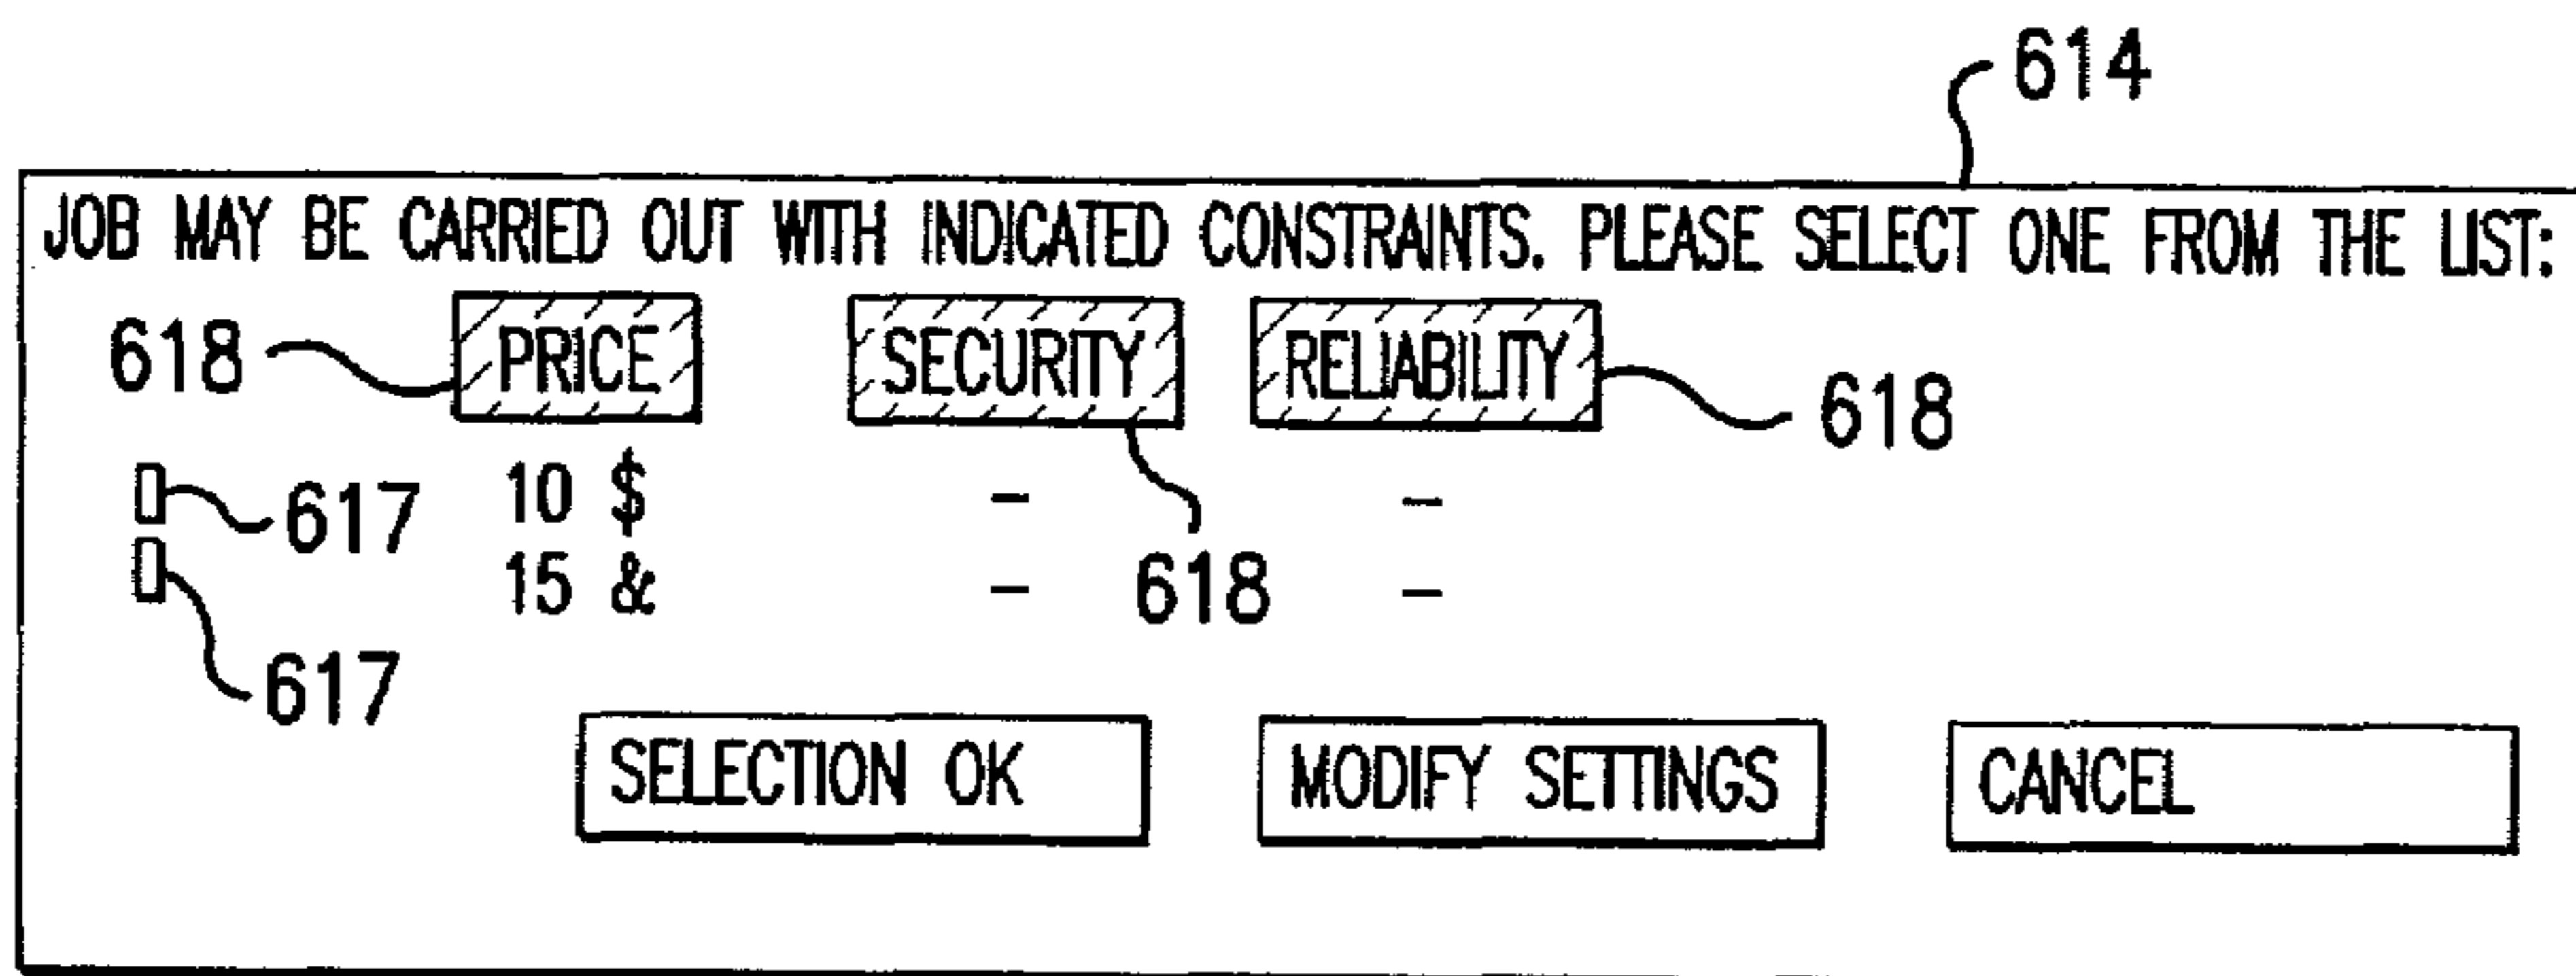 614
JOB MAY BE CARRIED OUT WITH INDICATED CONSTRAINTS. PLEASE SELECT ONE FROM THE LIST:
618 PRICE SECURITY RELIABILITY 618
617 10 $ - -
15 & - 618 -
617
SELECTION OK MODIFY SETTINGS CANCEL